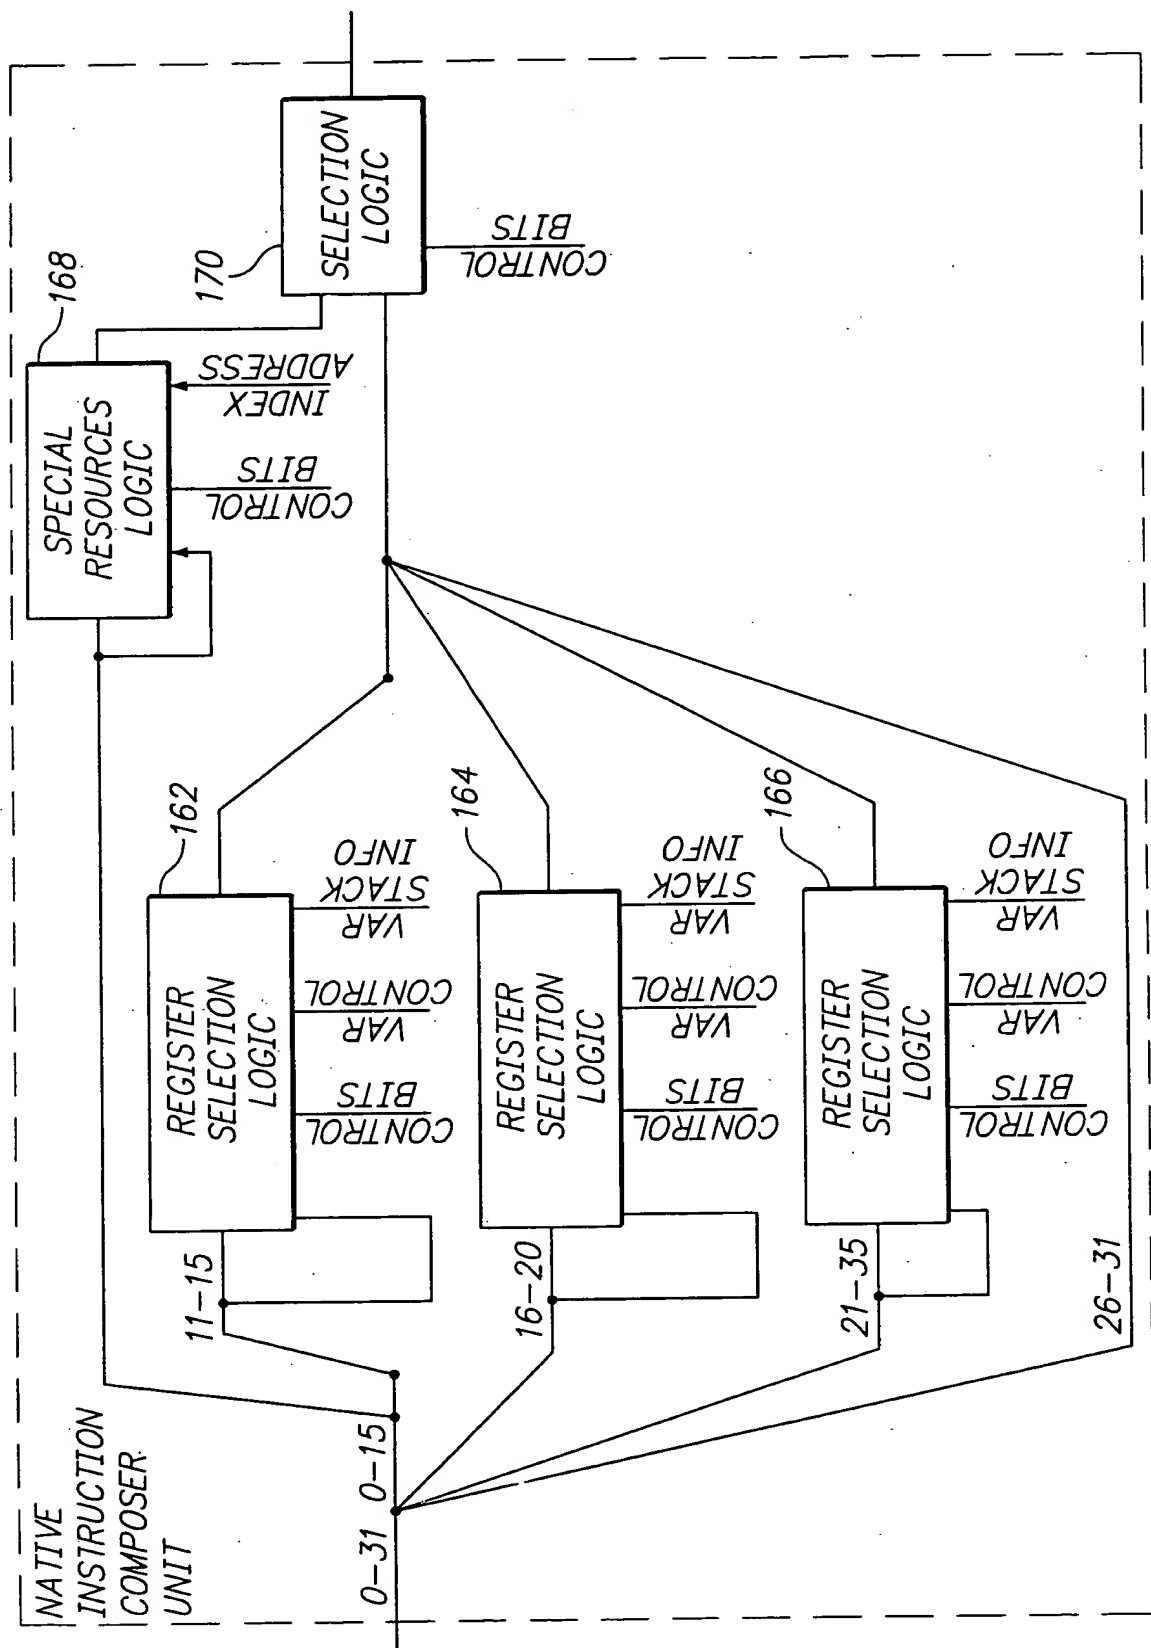 NATIVE
INSTRUCTION
COMPOSER
UNIT
0-31
0-15
11-15
16-20
21-35
26-31
REGISTER
SELECTION
LOGIC
162
CONTROL
BITS
VAR
CONTROL
VAR
STACK
INFO
REGISTER
SELECTION
LOGIC
164
CONTROL
BITS
VAR
CONTROL
VAR
STACK
INFO
REGISTER
SELECTION
LOGIC
166
CONTROL
BITS
VAR
CONTROL
VAR
STACK
INFO
SPECIAL
RESOURCES
LOGIC
168
CONTROL
BITS
INDEX
ADDRESS
SELECTION
LOGIC
170
CONTROL
BITS